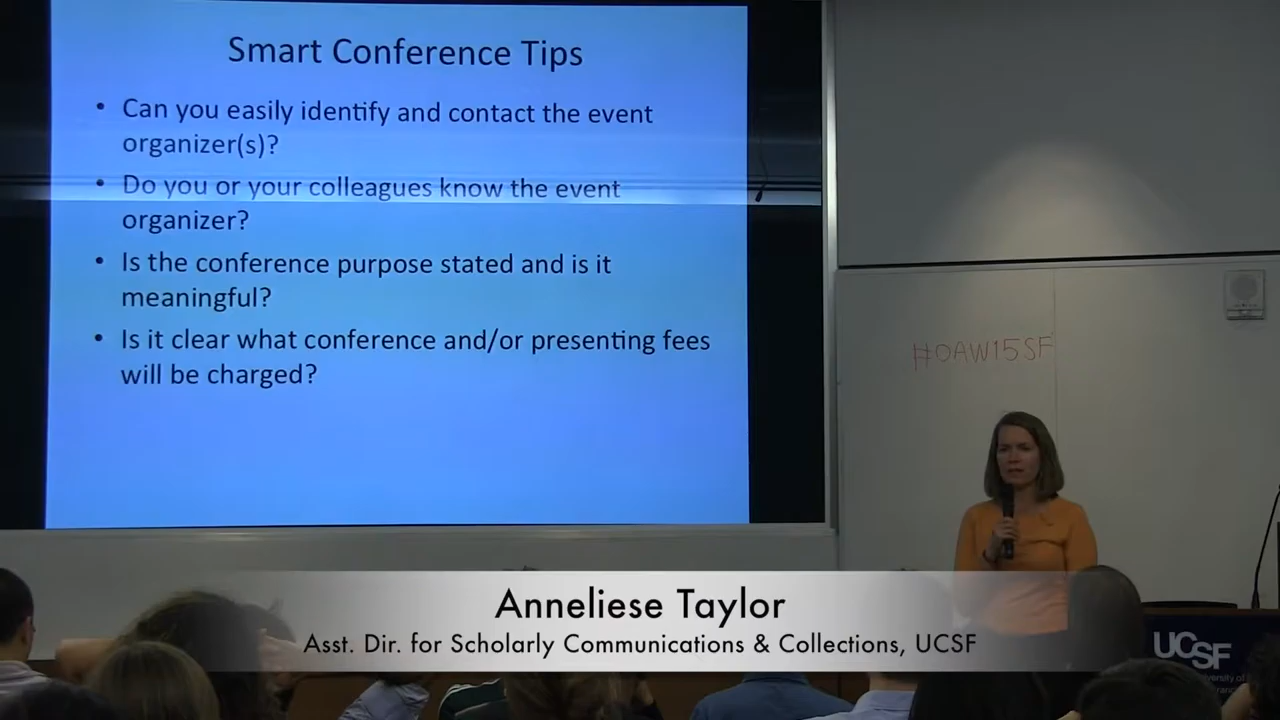 Smart Conference Tips
• Can you easily identify and contact the event
organizer(s)?
• Do you or your colleagues know the event
organizer?
• Is the conference purpose stated and is it
meaningful?
• Is it clear what conference and/or presenting fees
will be charged?
#OAW15SF
Anneliese Taylor
Asst. Dir. for Scholarly Communications & Collections, UCSF
UCSF